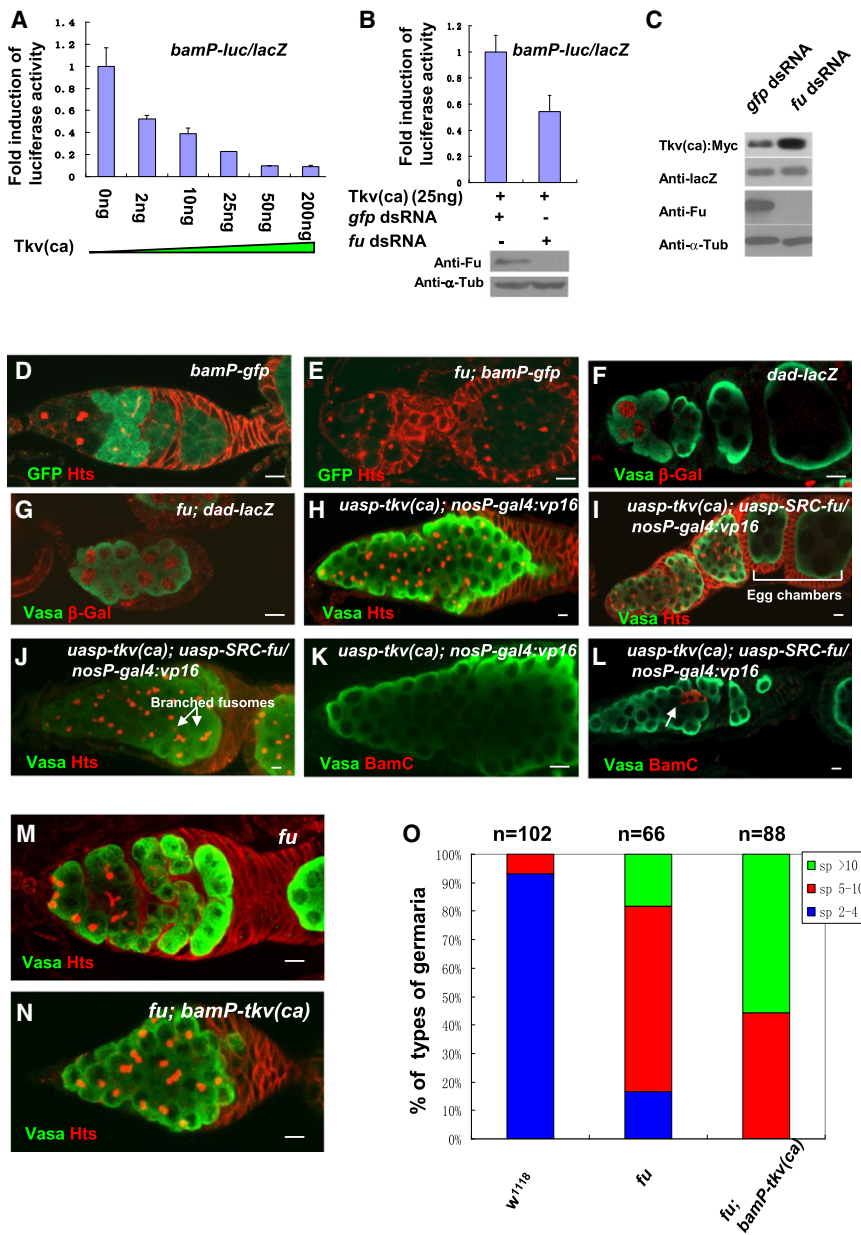 A
bamP-luc/lacZ
Fold induction of
luciferase activity
1.4
1.2
1
0.8
0.6
0.4
0.2
0
0ng
2ng
10ng
25ng
50ng
200ng
Tkv(ca)
B
bamP-luc/lacZ
Fold induction of
luciferase activity
1.2
1
0.8
0.6
0.4
0.2
0
Tkv(ca) (25ng) + +
gfp dsRNA + -
fu dsRNA - +
Anti-Fu
Anti-α-Tub
C
gfp dsRNA
fu dsRNA
Tkv(ca):Myc
Anti-lacZ
Anti-Fu
Anti-α-Tub
D
bamP-gfp
GFP Hts
E
fu; bamP-gfp
GFP Hts
F
dad-lacZ
Vasa β-Gal
G
fu; dad-lacZ
Vasa β-Gal
H
uasp-tkv(ca); nosP-gal4:vp16
Vasa Hts
I
uasp-tkv(ca); uasp-SRC-fu/
nosP-gal4:vp16
Egg chambers
Vasa Hts
J
uasp-tkv(ca); uasp-SRC-fu/
nosP-gal4:vp16
Branched fusomes
Vasa Hts
K
uasp-tkv(ca); nosP-gal4:vp16
Vasa BamC
L
uasp-tkv(ca); uasp-SRC-fu/
nosP-gal4:vp16
Vasa BamC
M
fu
Vasa Hts
N
fu; bamP-tkv(ca)
Vasa Hts
O
n=102
n=66
n=88
% of types of germaria
100%
90%
80%
70%
60%
50%
40%
30%
20%
10%
0%
sp >10
sp 5-10
sp 2-4
w1118
fu
fu;
bamP-tkv(ca)